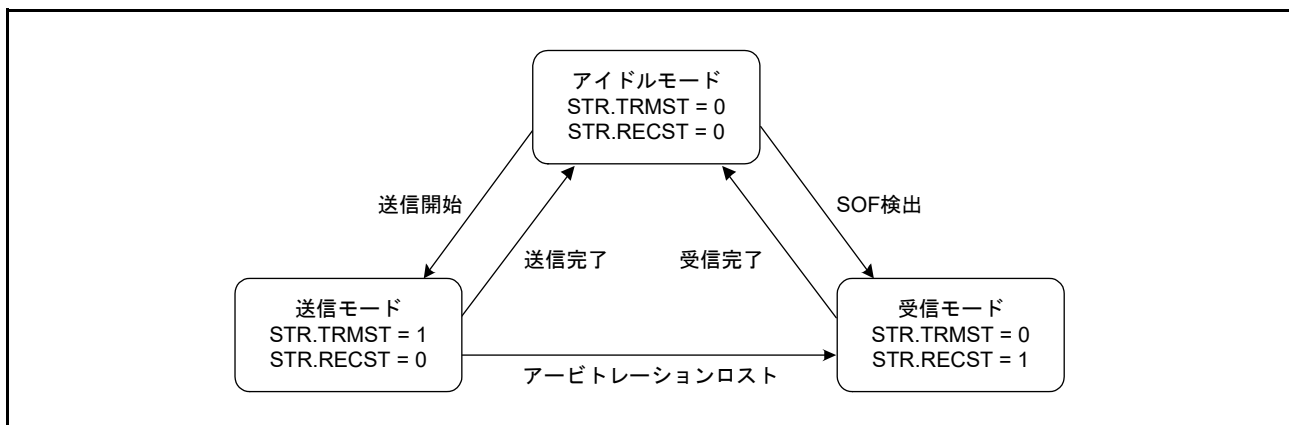 アイドルモード
STR.TRMST = 0
STR.RECST = 0
送信開始
SOF検出
送信完了
受信完了
送信モード
STR.TRMST = 1
STR.RECST = 0
受信モード
STR.TRMST = 0
STR.RECST = 1
アービトレーションロスト